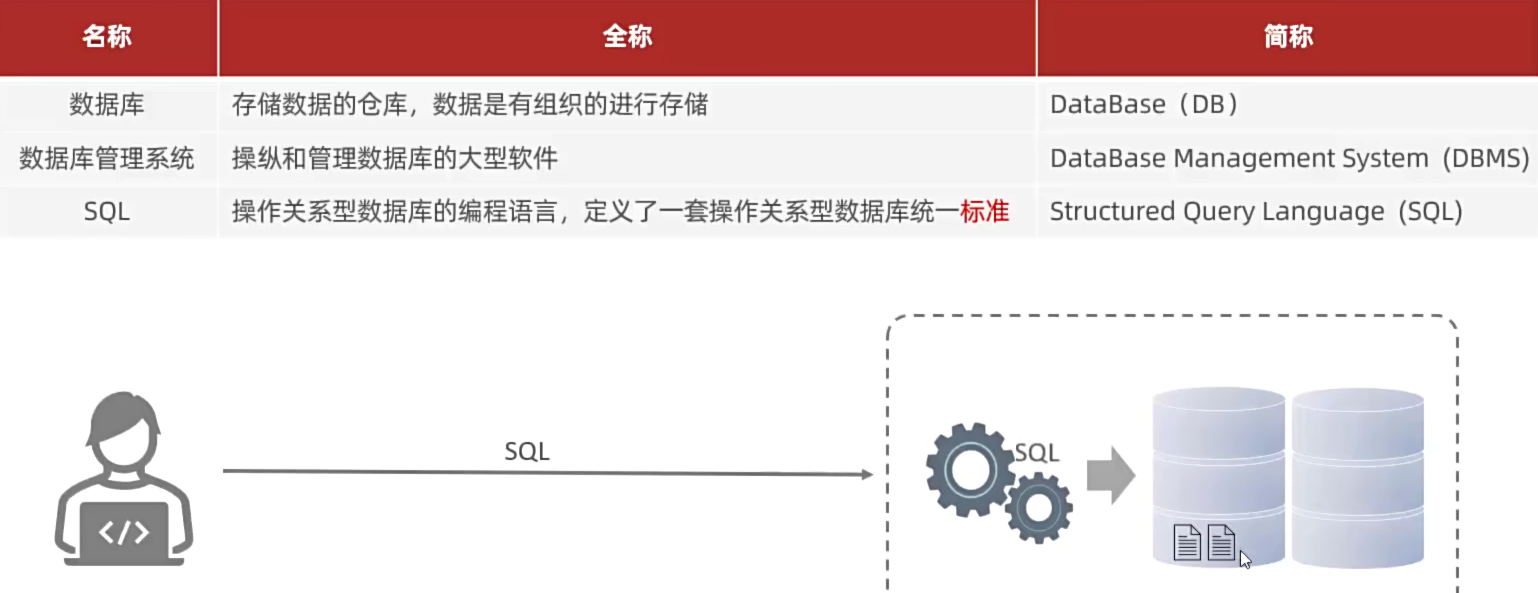 名称 全称 简称
数据库 存储数据的仓库，数据是有组织的进行存储 DataBase（DB）
数据库管理系统 操纵和管理数据库的大型软件 DataBase Management System (DBMS)
SQL 操作关系型数据库的编程语言，定义了一套操作关系型数据库统一标准 Structured Query Language (SQL)
SQL
SQL
</>